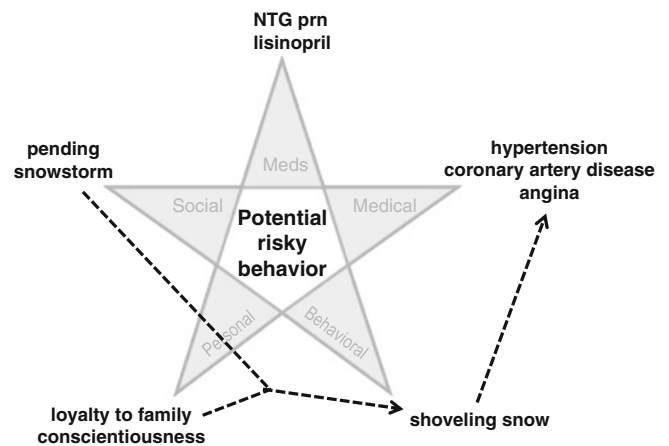 NTG prn
lisinopril
pending
snowstorm
hypertension
coronary artery disease
angina
Meds
Social
Medical
Potential
risky
behavior
Personal
Behavioral
loyalty to family
conscientiousness
shoveling snow